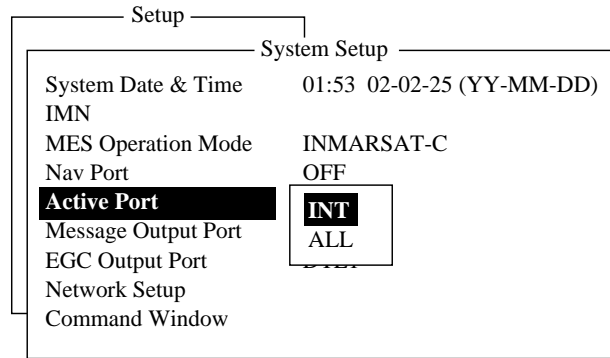 Setup
System Setup
System Date & Time 01:53 02-02-25 (YY-MM-DD)
IMN
MES Operation Mode INMARSAT-C
Nav Port OFF
Active Port INT
ALL
Message Output Port
EGC Output Port
Network Setup
Command Window